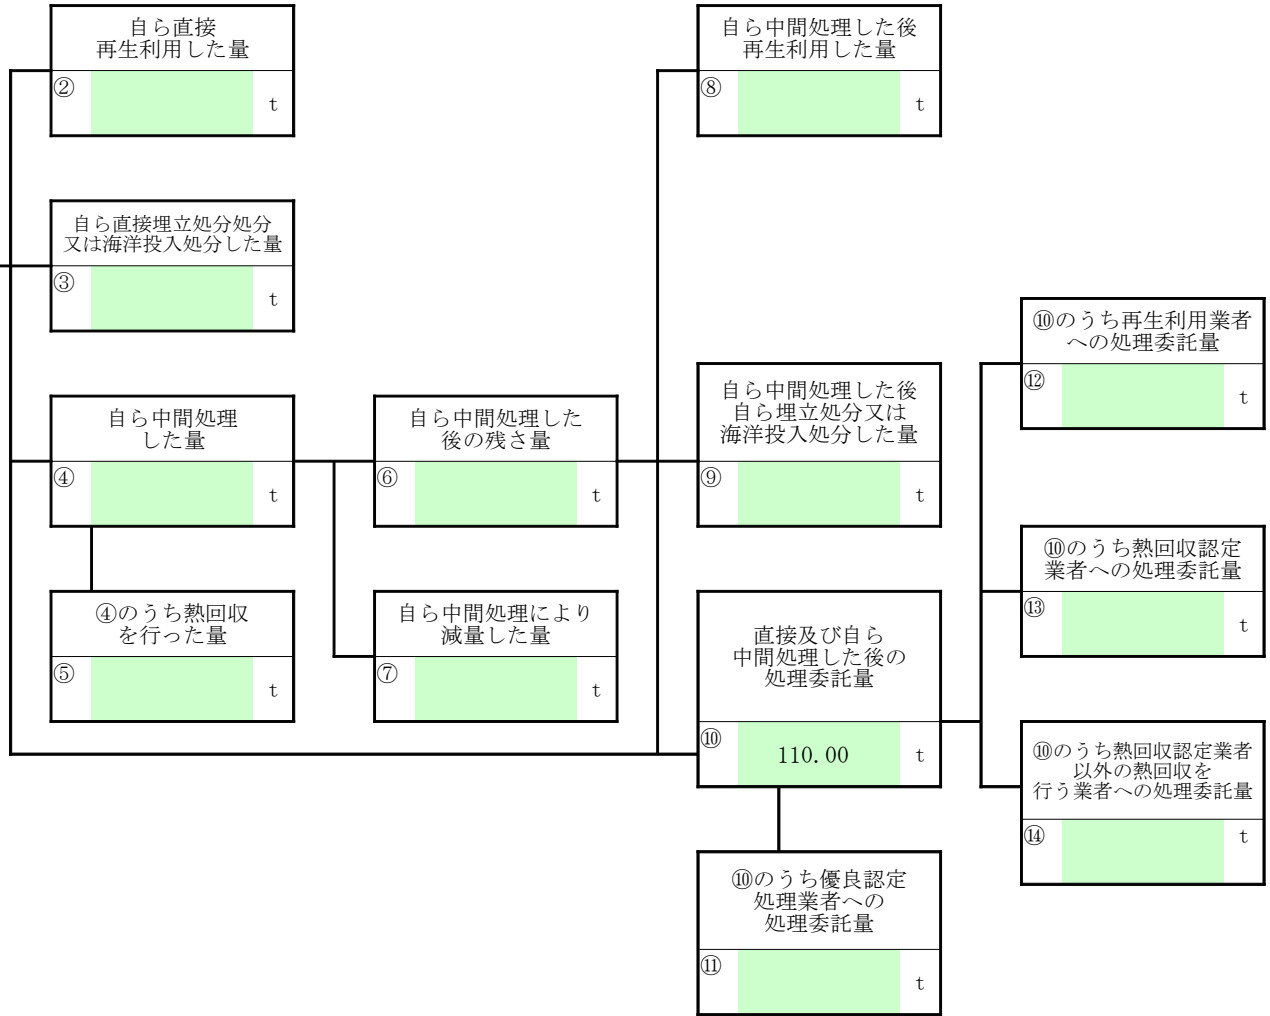 自ら直接
再生利用した量
②
t
自ら中間処理した後
再生利用した量
⑧
t
自ら直接埋立処分処分
又は海洋投入処分した量
③
t
⑩のうち再生利用業者
への処理委託量
⑫
t
自ら中間処理
した量
④
t
自ら中間処理した
後の残さ量
⑥
t
自ら中間処理した後
自ら埋立処分又は
海洋投入処分した量
⑨
t
⑩のうち熱回収認定
業者への処理委託量
⑬
t
④のうち熱回収
を行った量
⑤
t
自ら中間処理により
減量した量
⑦
t
直接及び自ら
中間処理した後の
処理委託量
⑩
110.00 t
⑩のうち熱回収認定業者
以外の熱回収を
行う業者への処理委託量
⑭
t
⑩のうち優良認定
処理業者への
処理委託量
⑪
t